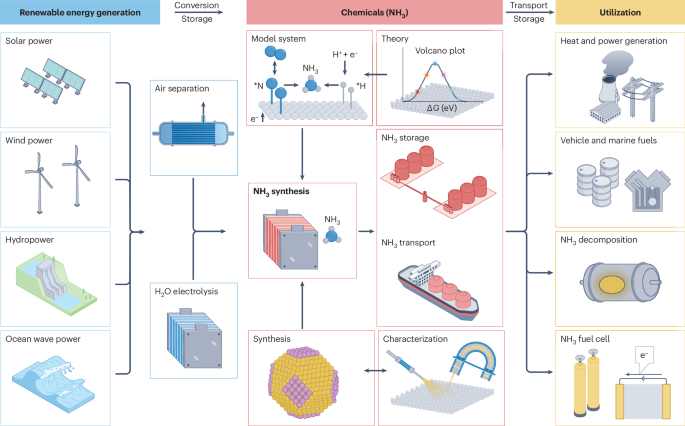 Renewable energy generation
Conversion
Storage
Chemicals (NH₃)
Transport
Storage
Utilization
Solar power
Wind power
Hydropower
Ocean wave power
Air separation
H₂O electrolysis
Model system
H⁺ + e⁻
NH₃
*N
*H
e⁻
Theory
Volcano plot
ΔG (eV)
NH₃ synthesis
NH₃
NH₃ storage
NH₃ transport
Synthesis
Characterization
Heat and power generation
Vehicle and marine fuels
NH₃ decomposition
NH₃ fuel cell
e⁻